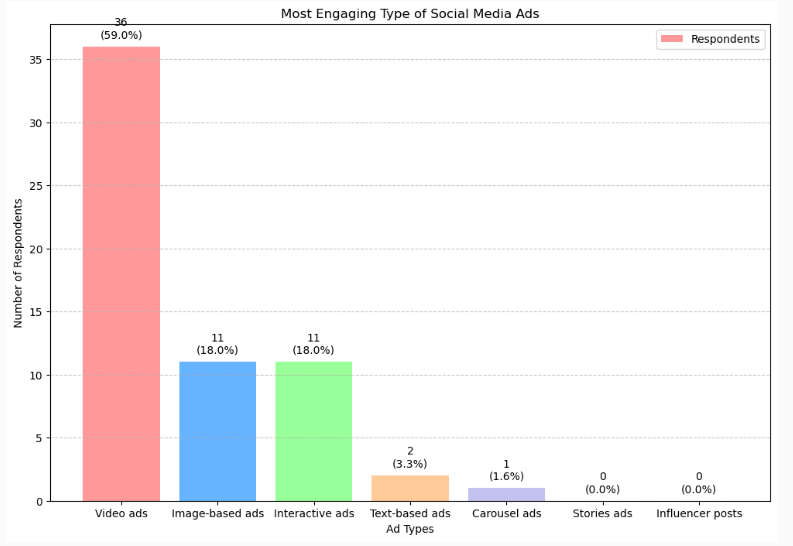 Most Engaging Type of Social Media Ads
36
(59.0%)
Respondents
11
(18.0%)
11
(18.0%)
2
(3.3%)
1
(1.6%)
0
(0.0%)
0
(0.0%)
35
30
25
20
15
10
5
0
Number of Respondents
Video ads
Image-based ads
Interactive ads
Text-based ads
Carousel ads
Stories ads
Influencer posts
Ad Types